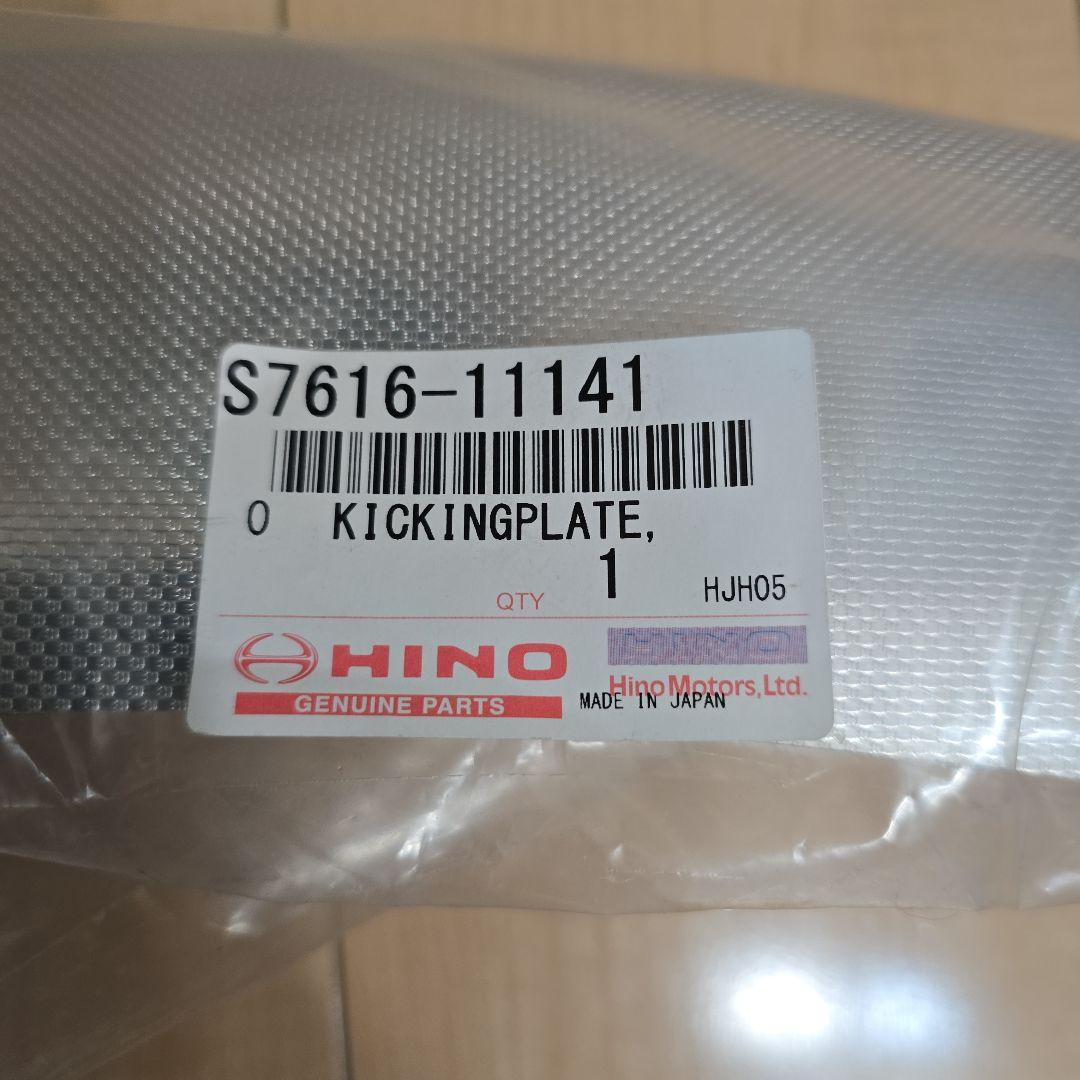 S7616-11141
0 KICKINGPLATE,
QTY 1 HJH05
HINO
GENUINE PARTS
HINO
Hino Motors, Ltd.
MADE IN JAPAN